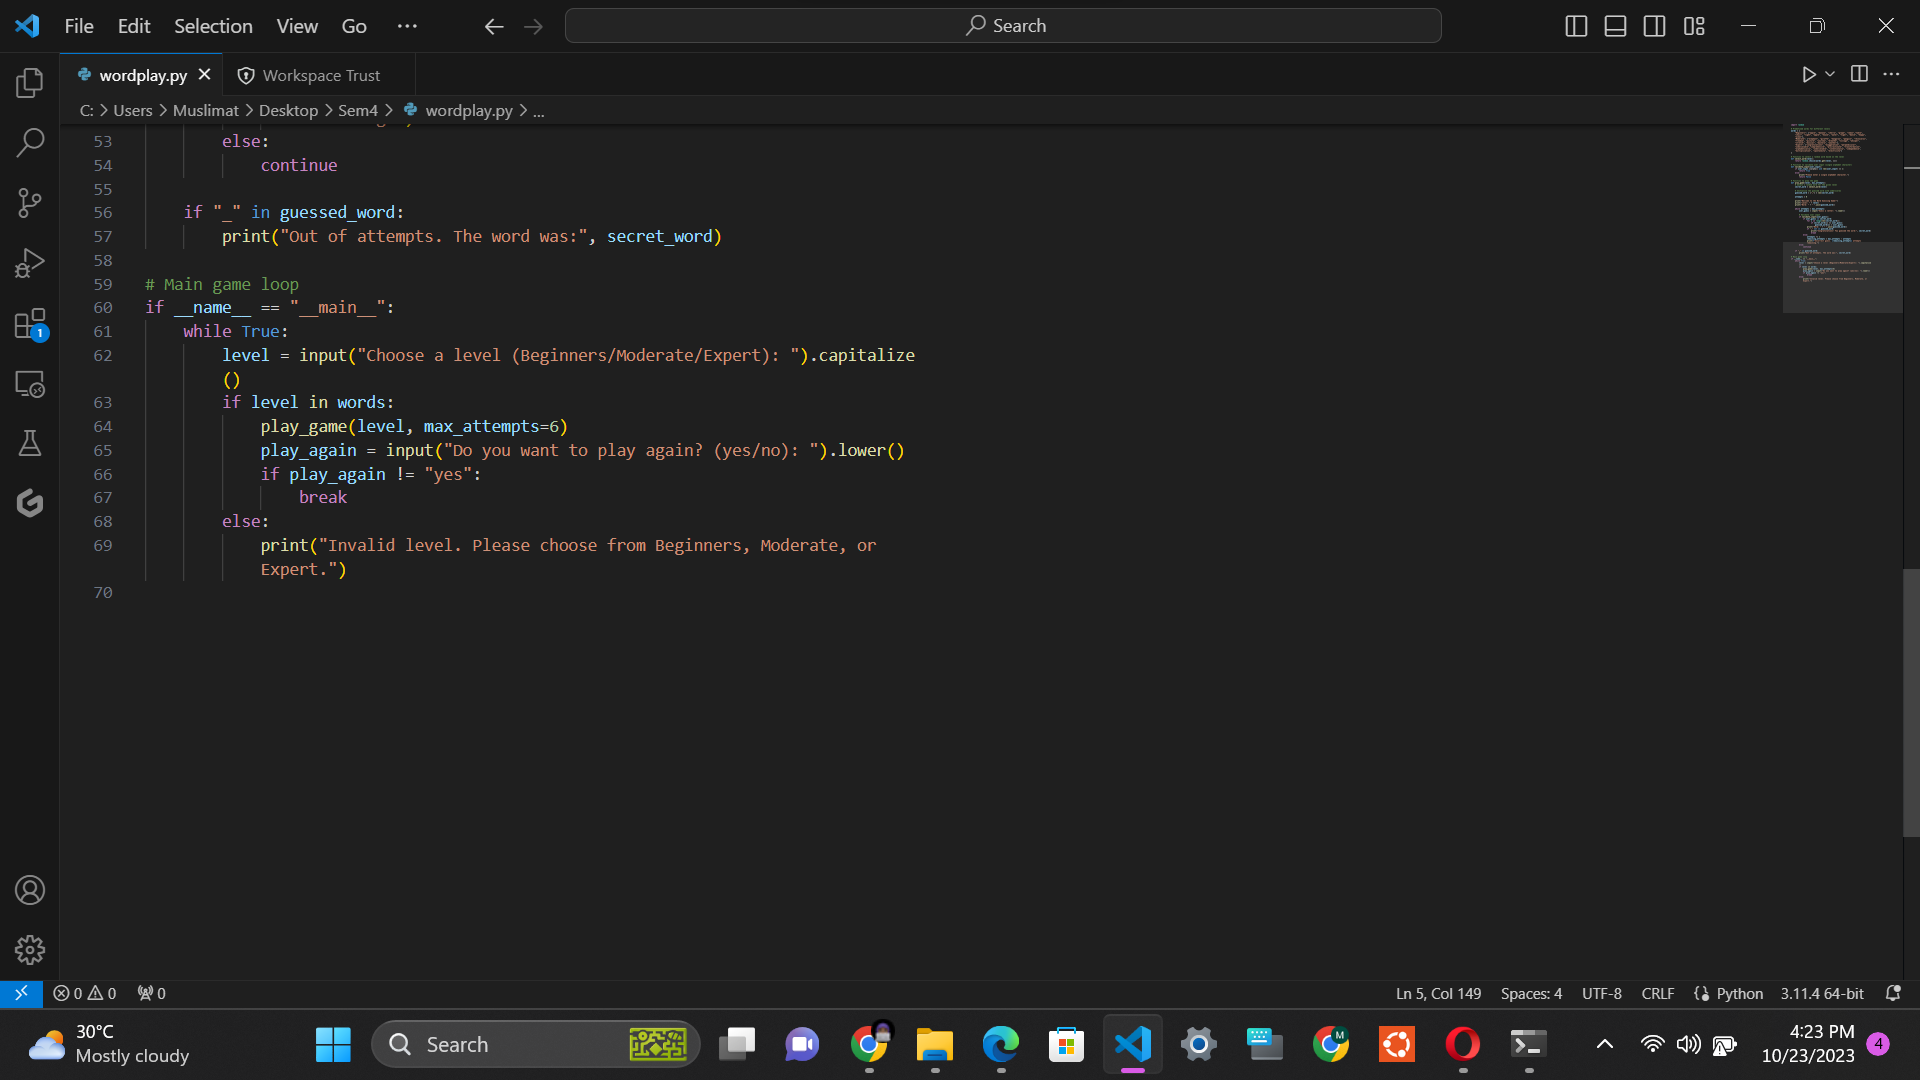 File Edit Selection View Go ··· Search
wordplay.py Workspace Trust
C: > Users > Muslimat > Desktop > Sem4 > wordplay.py > ...
53 else:
54 continue
55
56 if "_" in guessed_word:
57 print("Out of attempts. The word was:", secret_word)
58
59 # Main game loop
60 if __name__ == "__main__":
61 while True:
62 level = input("Choose a level (Beginners/Moderate/Expert): ").capitalize
()
63 if level in words:
64 play_game(level, max_attempts=6)
65 play_again = input("Do you want to play again? (yes/no): ").lower()
66 if play_again != "yes":
67 break
68 else:
69 print("Invalid level. Please choose from Beginners, Moderate, or
Expert.")
70
1
0 0 0 Ln 5, Col 149 Spaces: 4 UTF-8 CRLF Python 3.11.4 64-bit
30°C
Mostly cloudy
Search
M
4:23 PM
10/23/2023
4